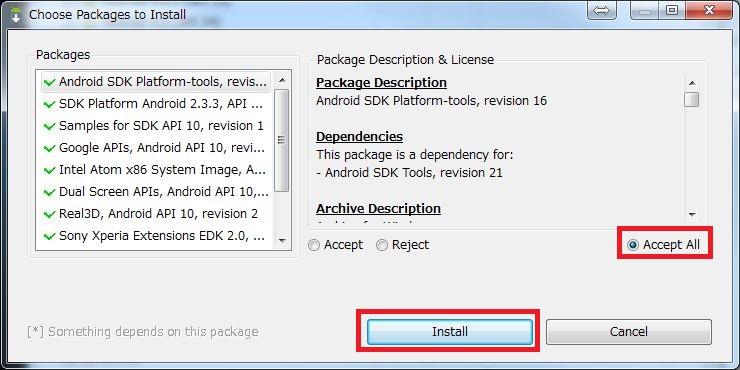 Choose Packages to Install
Packages
Android SDK Platform-tools, revis...
SDK Platform Android 2.3.3, API ...
Samples for SDK API 10, revision 1
Google APIs, Android API 10, revi...
Intel Atom x86 System Image, A...
Dual Screen APIs, Android API 10,...
Real3D, Android API 10, revision 2
Sony Xperia Extensions EDK 2.0, ...
Package Description & License
Package Description
Android SDK Platform-tools, revision 16
Dependencies
This package is a dependency for:
- Android SDK Tools, revision 21
Archive Description
Accept
Reject
Accept All
[*] Something depends on this package
Install
Cancel